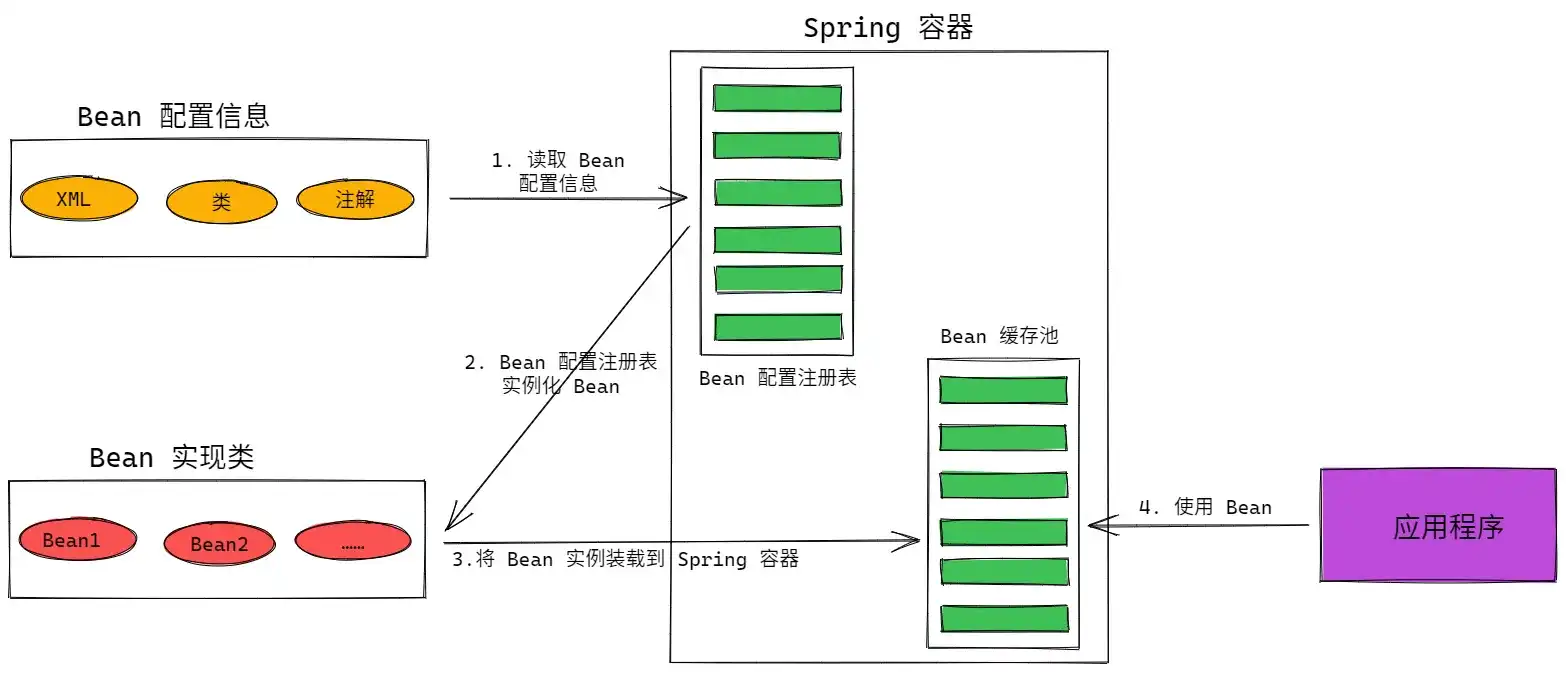 Spring 容器
Bean 配置信息
XML
类
注解
1. 读取 Bean
配置信息
2. Bean 配置注册表
实例化 Bean
Bean 配置注册表
Bean 缓存池
Bean 实现类
Bean1
Bean2
……
3.将 Bean 实例装载到 Spring 容器
4. 使用 Bean
应用程序